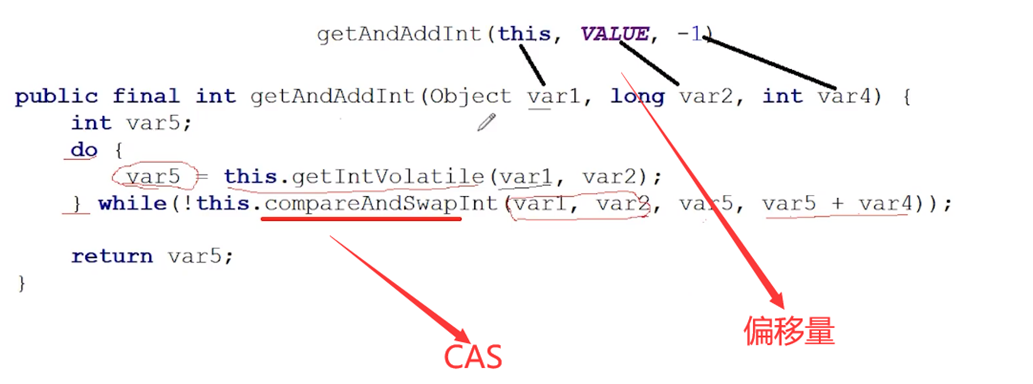 getAndAddInt(this, VALUE, -1)
public final int getAndAddInt(Object var1, long var2, int var4) {
int var5;
do {
var5 = this.getIntVolatile(var1, var2);
} while(!this.compareAndSwapInt(var1, var2, var5, var5 + var4));
return var5;
}
偏移量
CAS